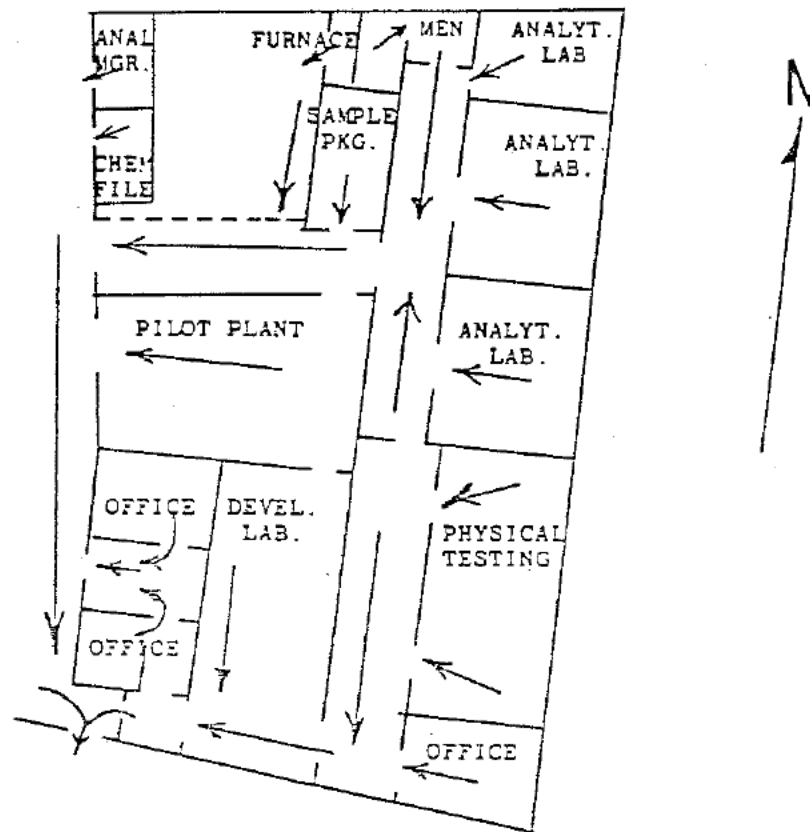 ANAL
MGR.
FURNACE
MEN
ANALYT.
LAB
SAMPLE
PKG.
ANALYT.
LAB.
CHEM
FILE
PILOT PLANT
ANALYT.
LAB.
OFFICE
DEVEL.
LAB.
PHYSICAL
TESTING
OFFICE
OFFICE
N